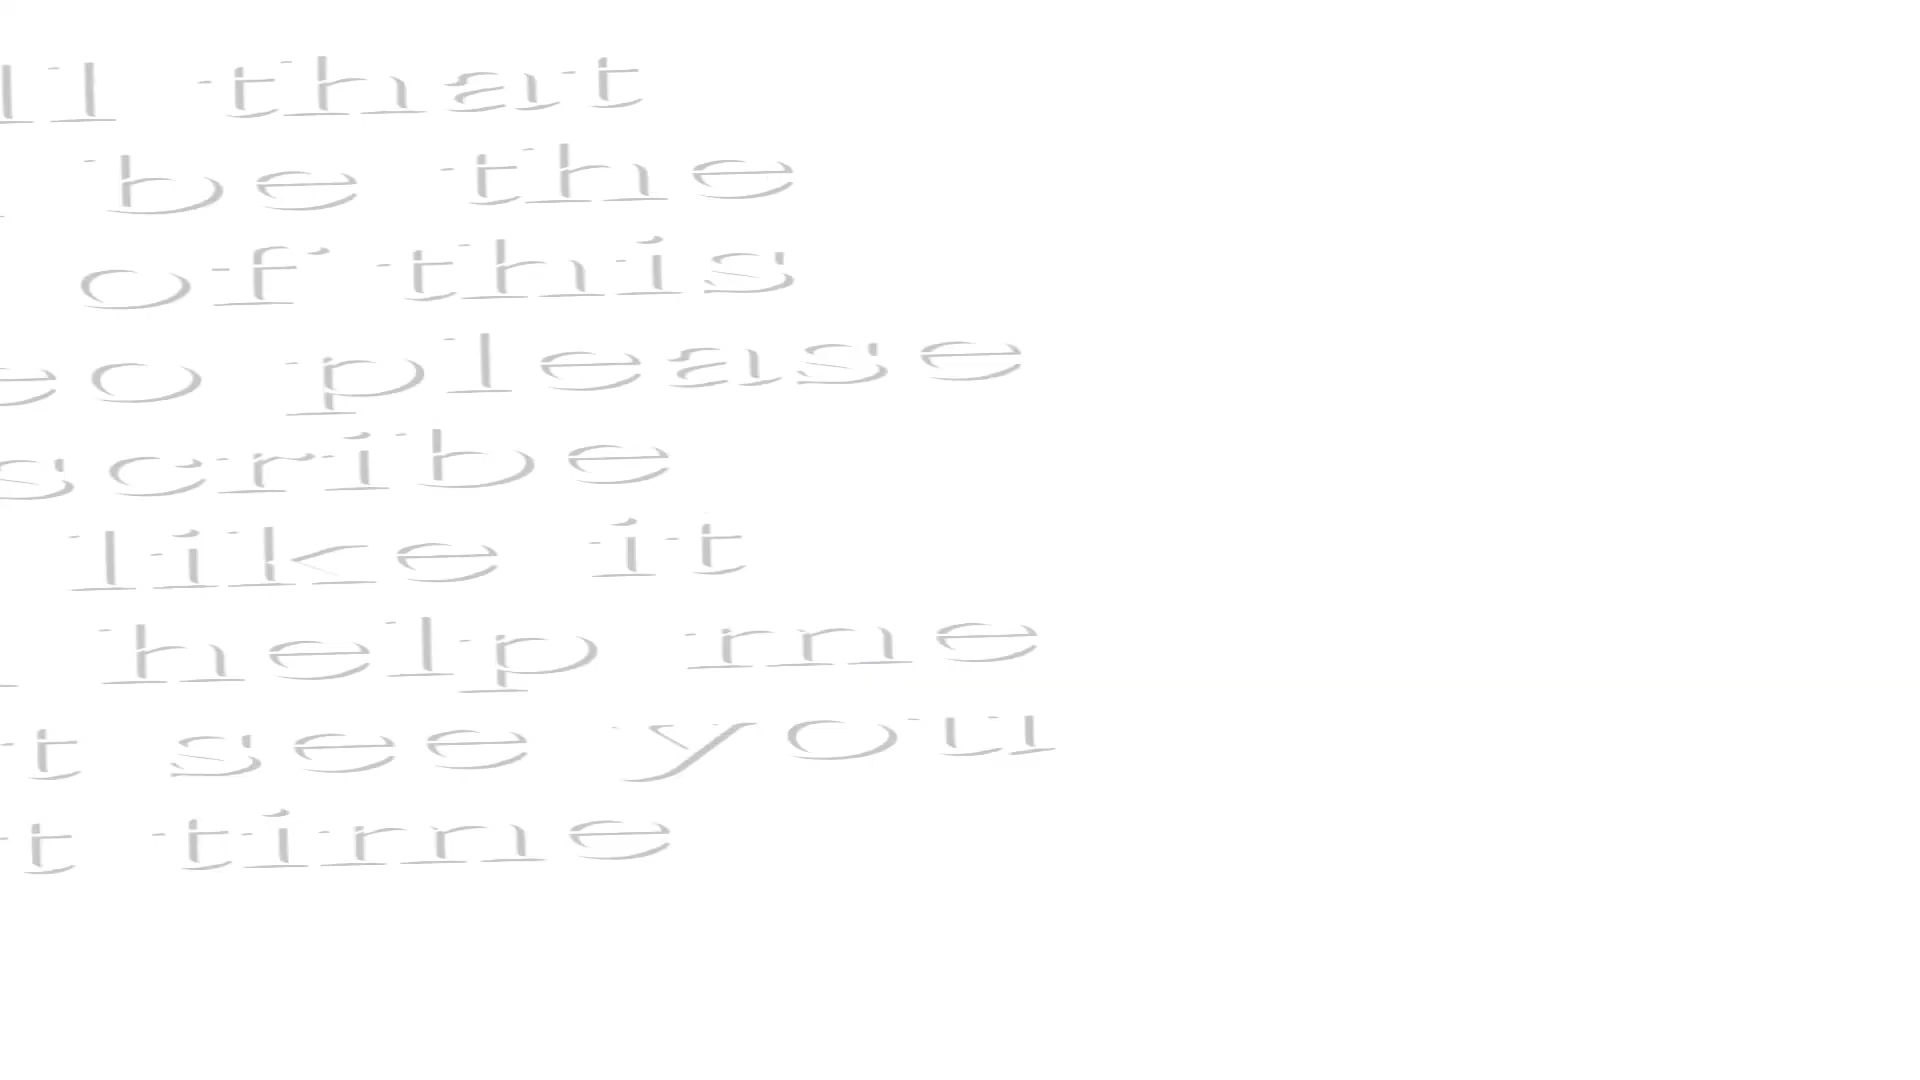 ll that
be the
of this
eo please
scribe
like it
help me
t see you
t time